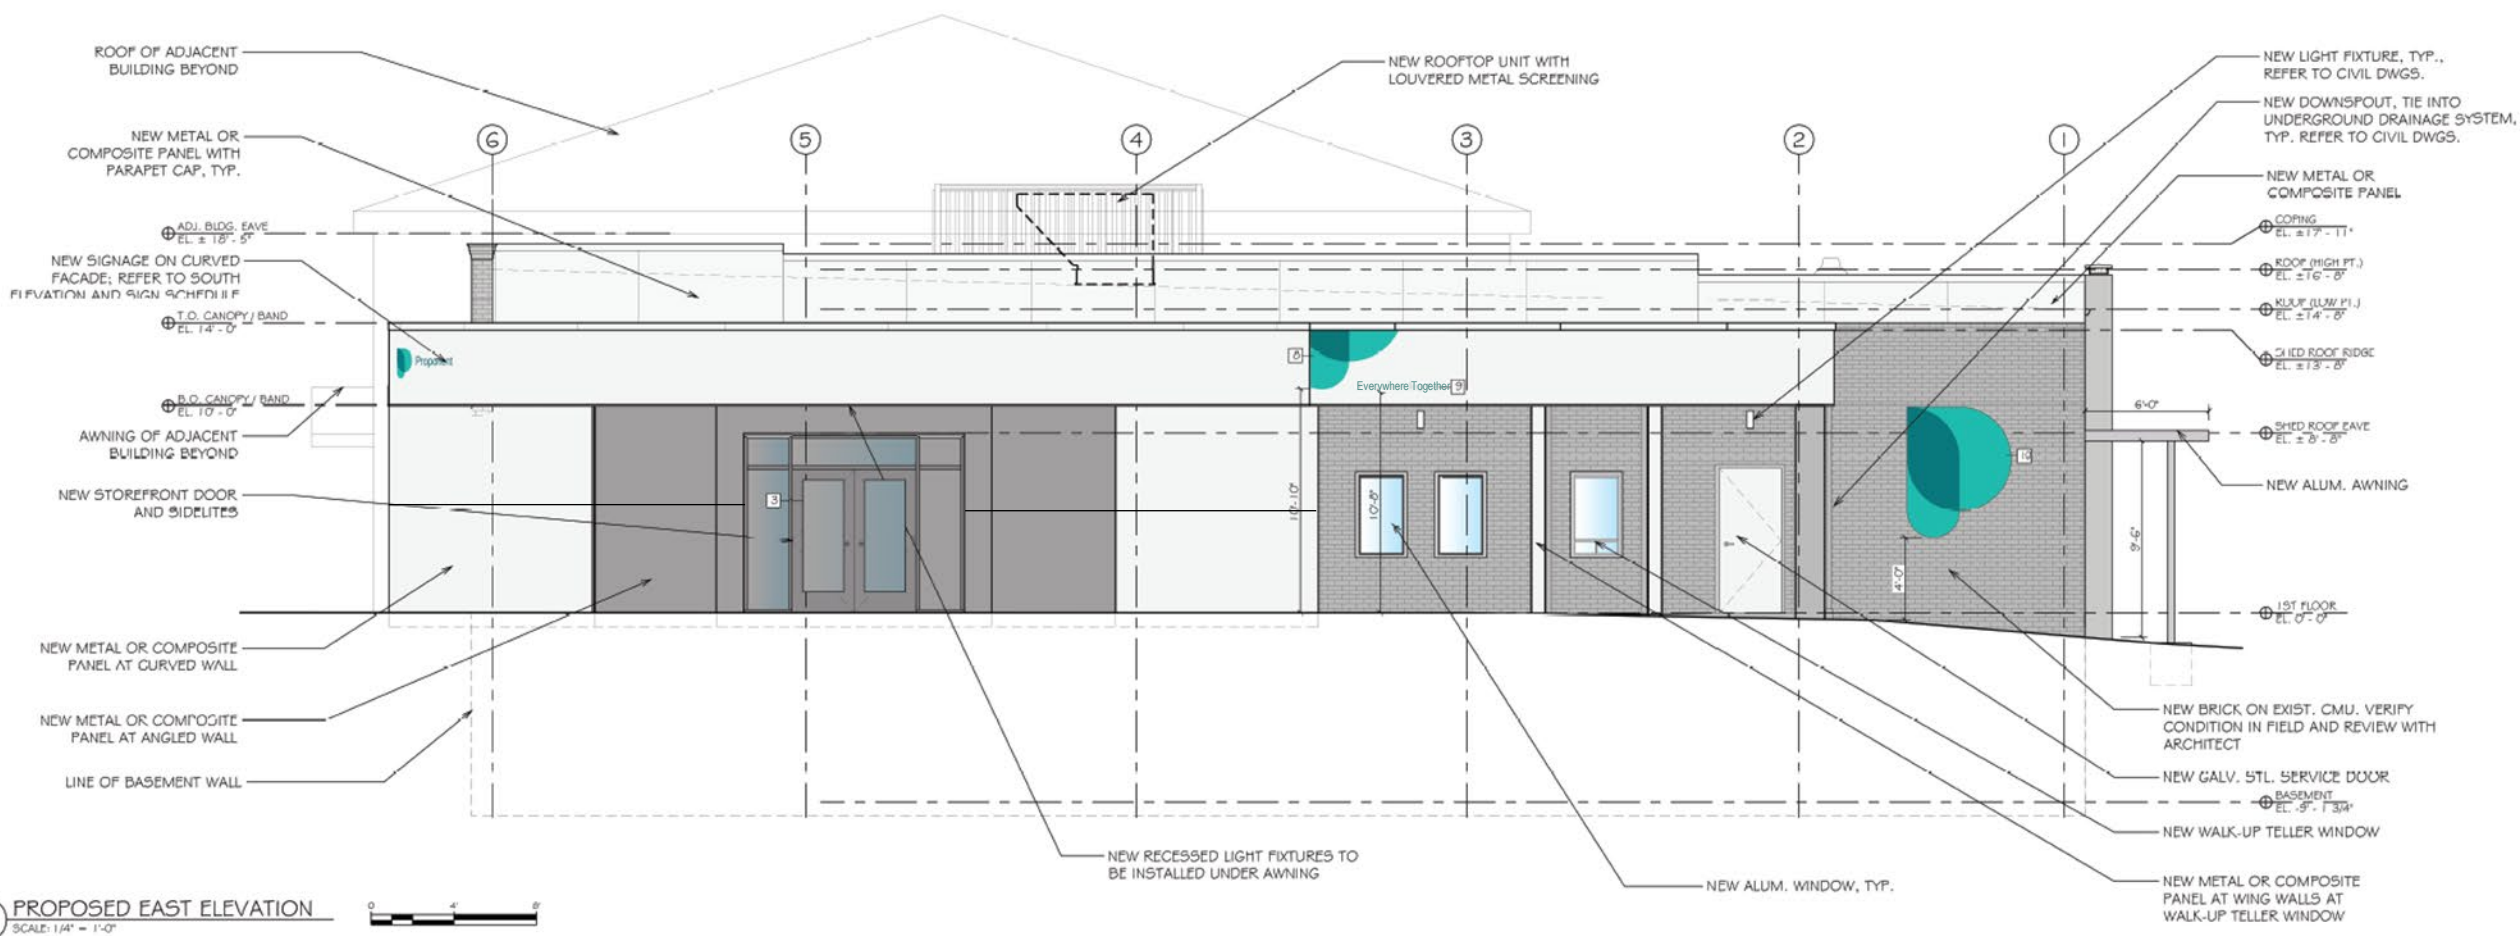 ROOF OF ADJACENT
BUILDING BEYOND
NEW METAL OR
COMPOSITE PANEL WITH
PARAPET CAP, TYP.
ADJ. BLDG. EAVE
EL. ± 18' - 5"
NEW SIGNAGE ON CURVED
FACADE; REFER TO SOUTH
ELEVATION AND SIGN SCHEDULE
T.O. CANOPY / BAND
EL. 14' - 0"
B.O. CANOPY / BAND
EL. 10' - 0"
AWNING OF ADJACENT
BUILDING BEYOND
NEW STOREFRONT DOOR
AND SIDELITES
NEW METAL OR COMPOSITE
PANEL AT CURVED WALL
NEW METAL OR COMPOSITE
PANEL AT ANGLED WALL
LINE OF BASEMENT WALL
6
5
4
3
2
1
NEW ROOFTOP UNIT WITH
LOUVERED METAL SCREENING
8
Everywhere Together
9
3
10
10'-10"
10'-8"
4'-0"
6'-0"
9'-6"
NEW LIGHT FIXTURE, TYP.,
REFER TO CIVIL DWGS.
NEW DOWNSPOUT, TIE INTO
UNDERGROUND DRAINAGE SYSTEM,
TYP. REFER TO CIVIL DWGS.
NEW METAL OR
COMPOSITE PANEL
COPING
EL. ±17' - 11"
ROOF (HIGH PT.)
EL. ±16' - 8"
ROOF (LOW PT.)
EL. ±14' - 8"
SHED ROOF RIDGE
EL. ±13' - 8"
SHED ROOF EAVE
EL. ± 8' - 8"
NEW ALUM. AWNING
1ST FLOOR
EL. 0' - 0"
NEW BRICK ON EXIST. CMU. VERIFY
CONDITION IN FIELD AND REVIEW WITH
ARCHITECT
NEW GALV. STL. SERVICE DOOR
BASEMENT
EL. -9' - 1 3/4"
NEW WALK-UP TELLER WINDOW
NEW METAL OR COMPOSITE
PANEL AT WING WALLS AT
WALK-UP TELLER WINDOW
NEW RECESSED LIGHT FIXTURES TO
BE INSTALLED UNDER AWNING
NEW ALUM. WINDOW, TYP.
PROPOSED EAST ELEVATION
SCALE: 1/4" = 1'-0"
0 4' 8'